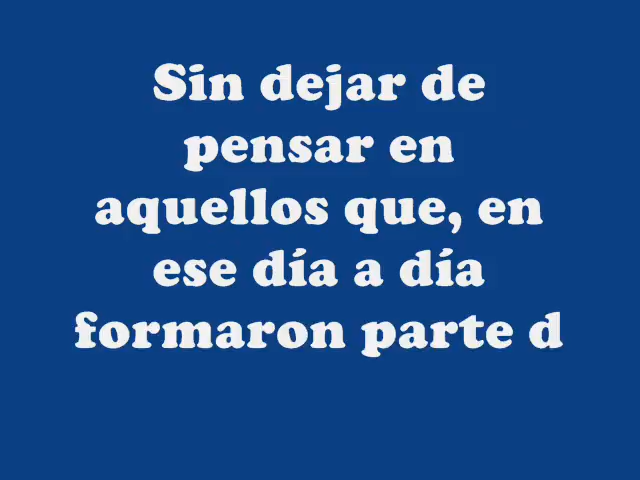 Sin dejar de
pensar en
aquellos que, en
ese día a día
formaron parte d